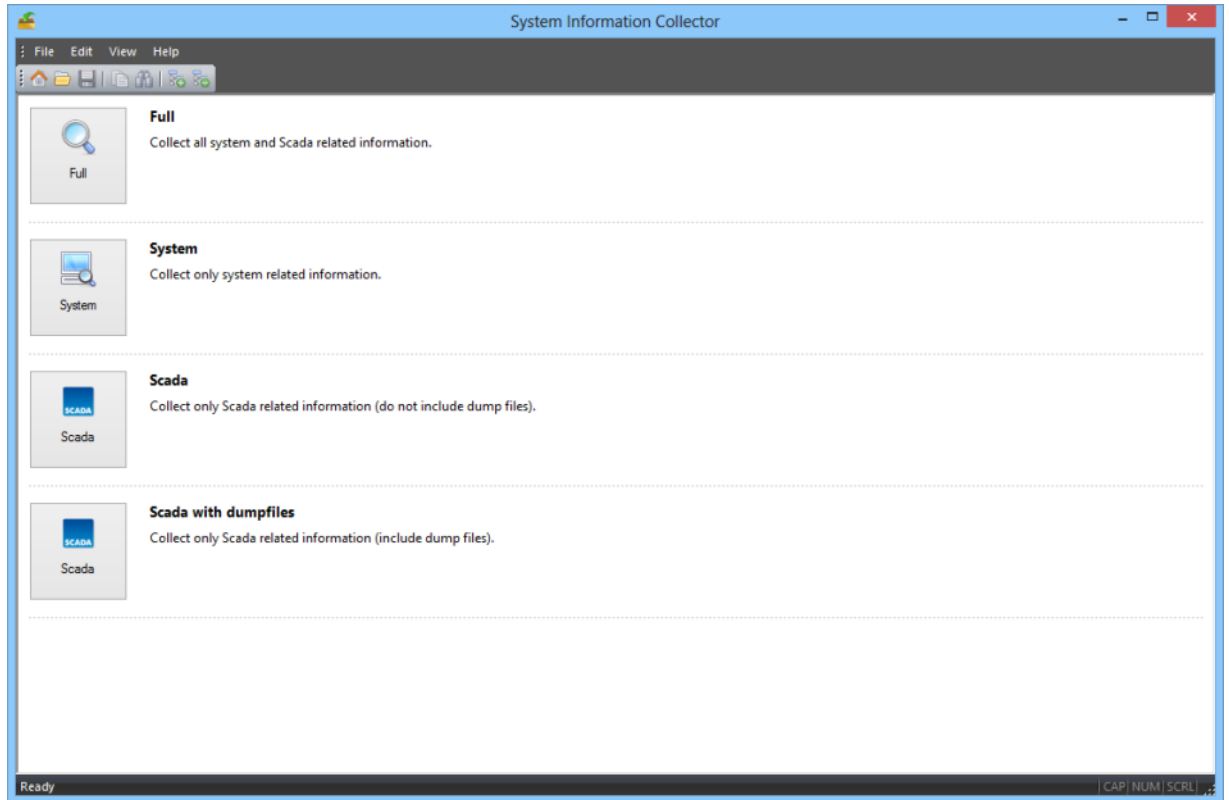 System Information Collector
File Edit View Help
Full
Collect all system and Scada related information.
Full
System
Collect only system related information.
System
Scada
Collect only Scada related information (do not include dump files).
SCADA
Scada
Scada with dumpfiles
Collect only Scada related information (include dump files).
SCADA
Scada
Ready
CAP NUM SCRL